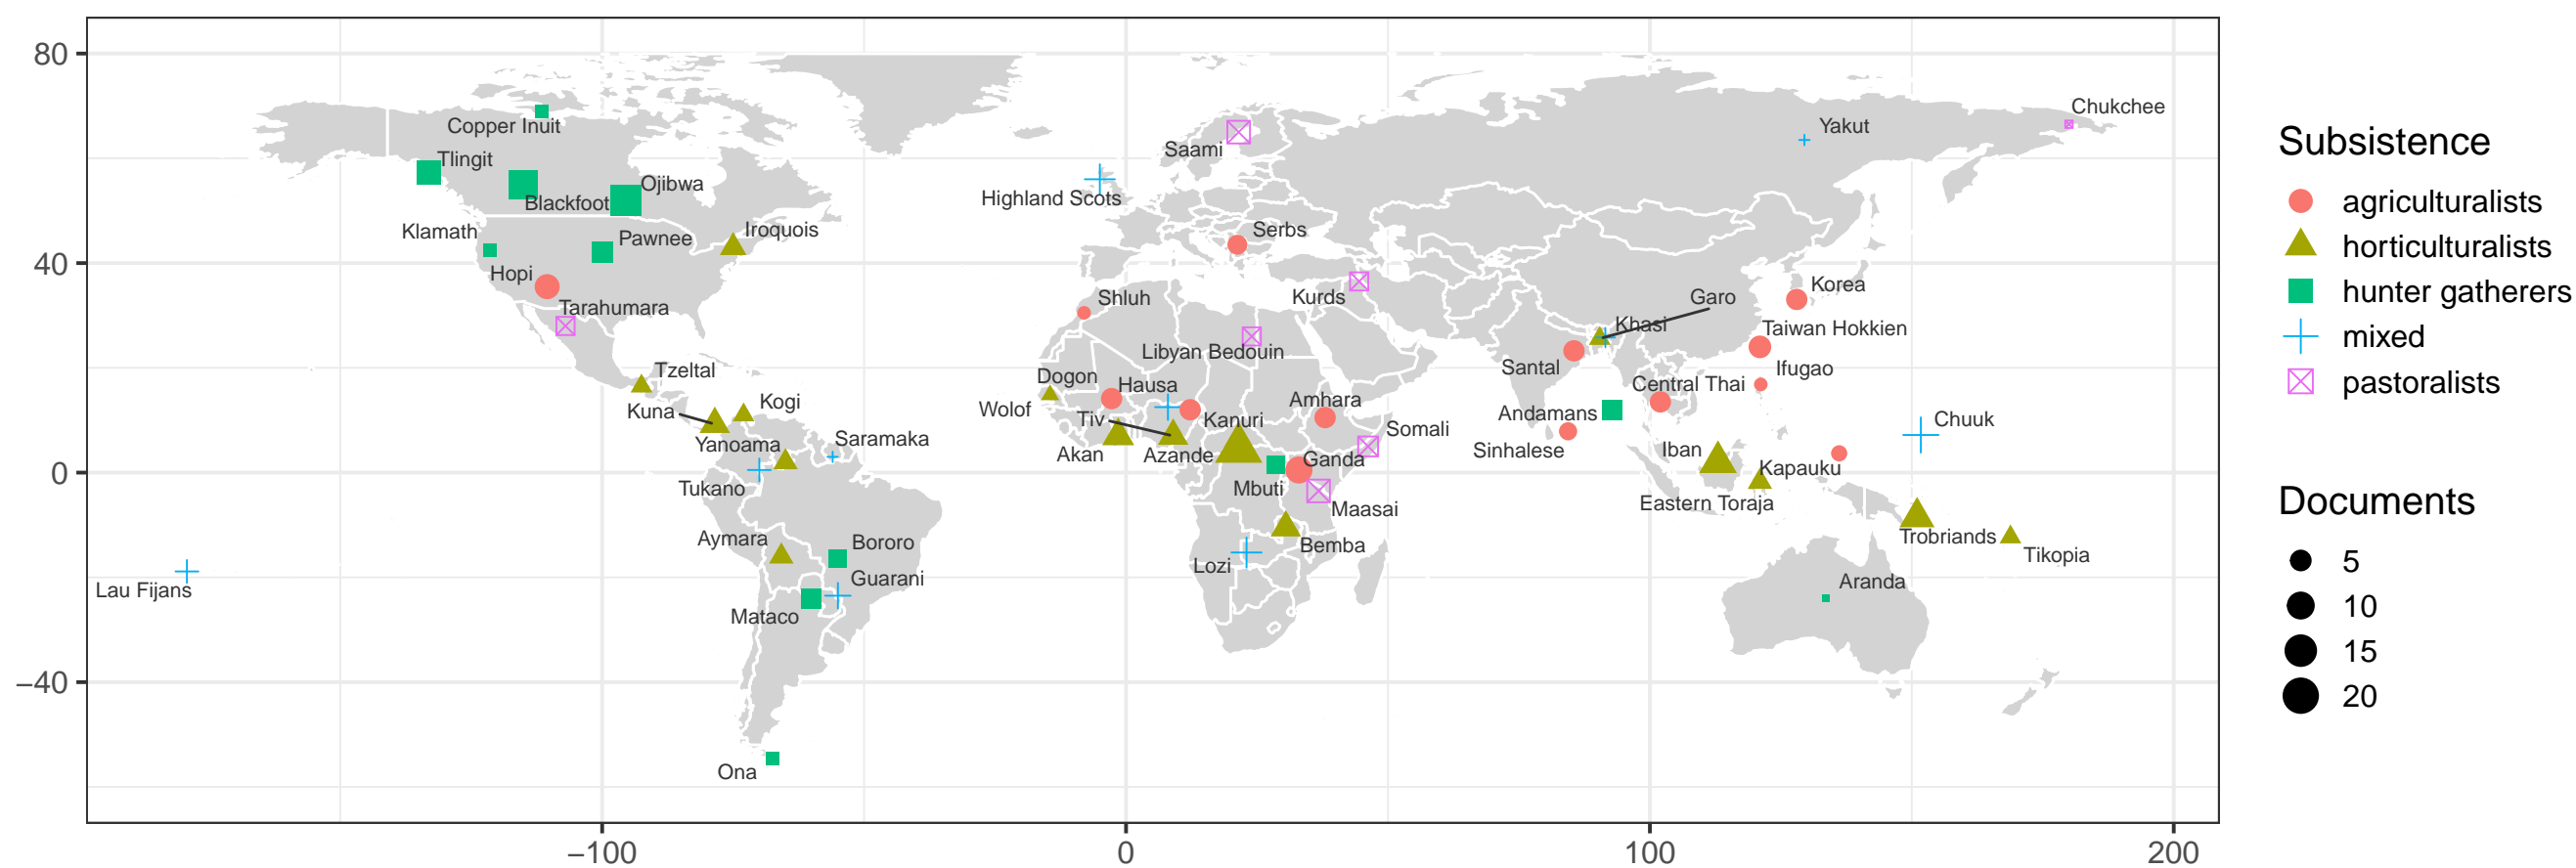 80
40
0
−40
−100
0
100
200
Copper Inuit
Tlingit
Ojibwa
Blackfoot
Klamath
Pawnee
Iroquois
Hopi
Tarahumara
Tzeltal
Kuna
Kogi
Yanoama
Saramaka
Tukano
Aymara
Bororo
Guarani
Mataco
Ona
Lau Fijans
Saami
Highland Scots
Serbs
Shluh
Kurds
Libyan Bedouin
Dogon
Hausa
Wolof
Tiv
Kanuri
Amhara
Somali
Akan
Azande
Ganda
Mbuti
Maasai
Bemba
Lozi
Chukchee
Yakut
Garo
Khasi
Korea
Taiwan Hokkien
Santal
Ifugao
Central Thai
Andamans
Sinhalese
Iban
Kapauku
Eastern Toraja
Chuuk
Trobriands
Tikopia
Aranda
Subsistence
agriculturalists
horticulturalists
hunter gatherers
mixed
pastoralists
Documents
5
10
15
20